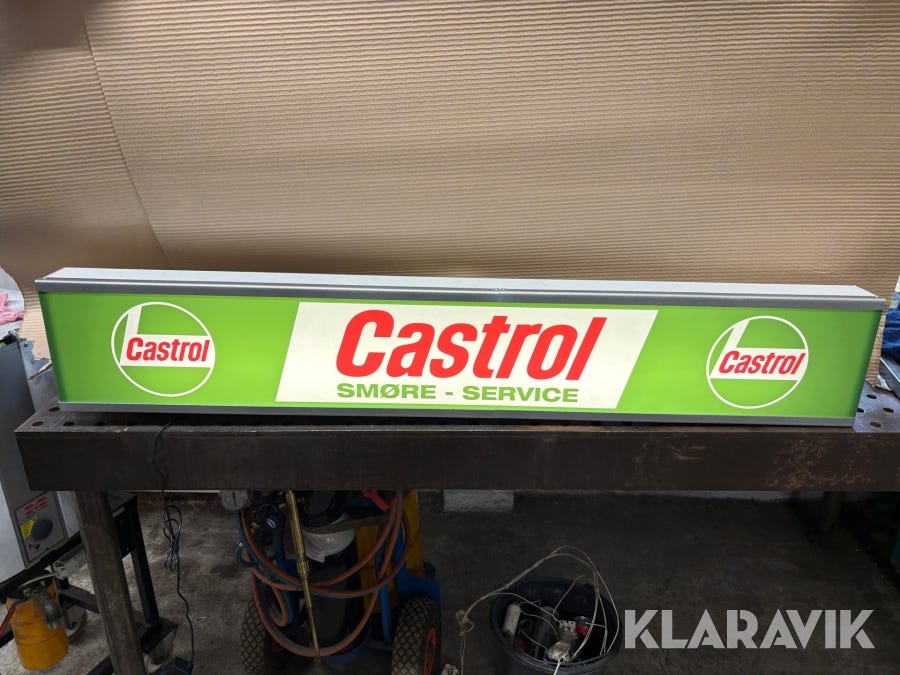 Castrol
Castrol
SMØRE - SERVICE
Castrol
KLARAVIK